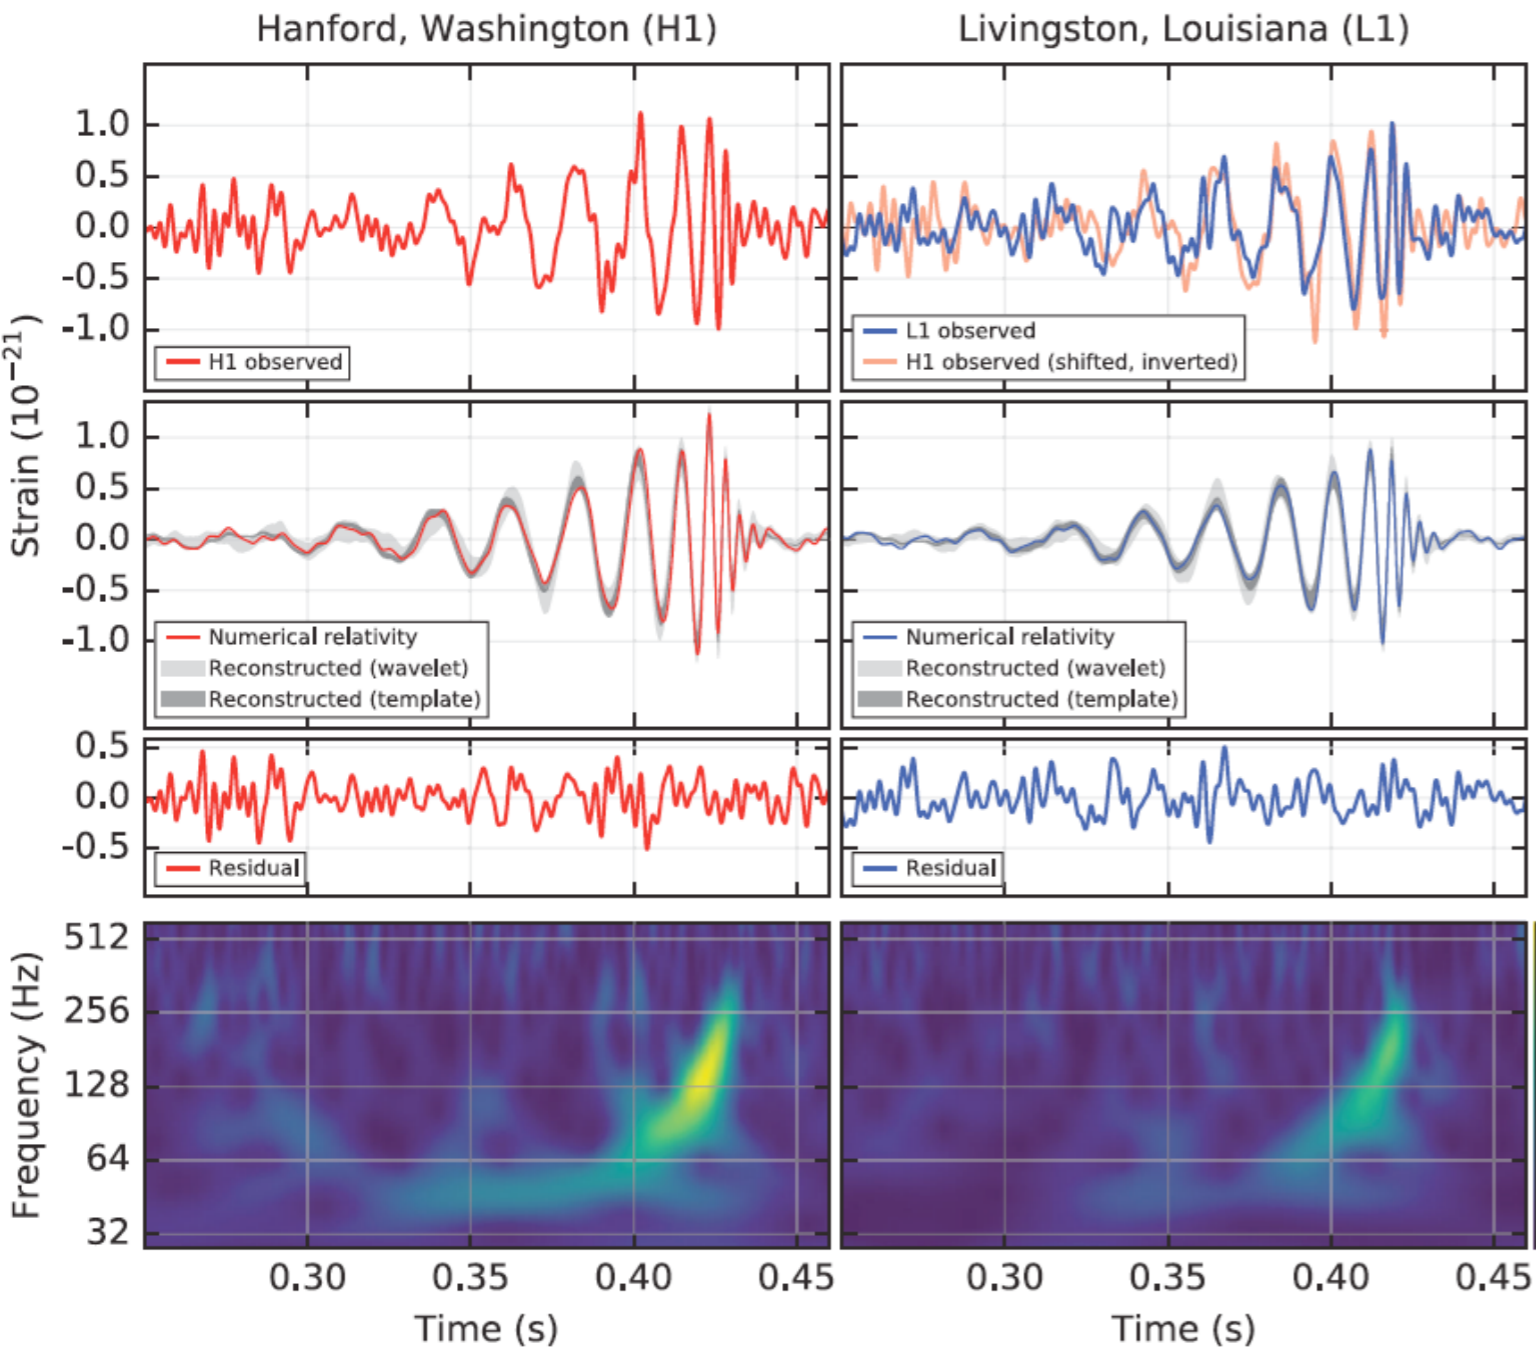 Hanford, Washington (H1)
Livingston, Louisiana (L1)
Strain (10⁻²¹)
1.0
0.5
0.0
-0.5
-1.0
H1 observed
L1 observed
H1 observed (shifted, inverted)
1.0
0.5
0.0
-0.5
-1.0
Numerical relativity
Reconstructed (wavelet)
Reconstructed (template)
Numerical relativity
Reconstructed (wavelet)
Reconstructed (template)
0.5
0.0
-0.5
Residual
Residual
Frequency (Hz)
512
256
128
64
32
0.30 0.35 0.40 0.45
0.30 0.35 0.40 0.45
Time (s)
Time (s)